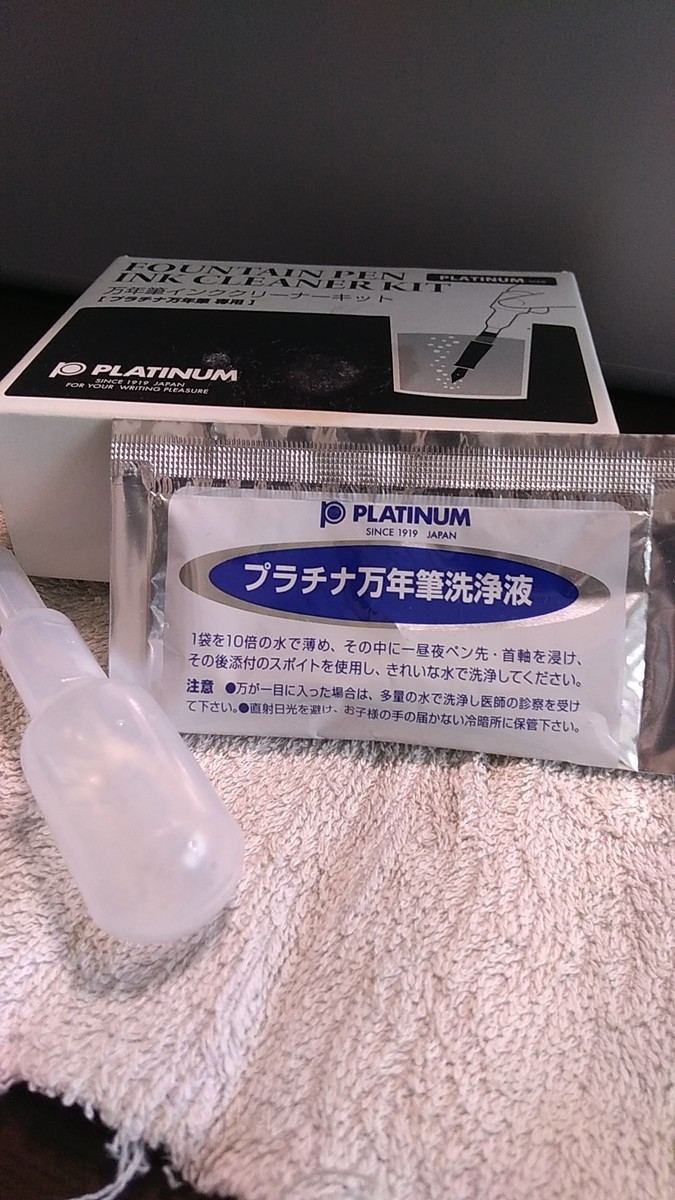 FOUNTAIN PEN
INK CLEANER KIT
PLATINUM
万年筆インククリーナーキット
[プラチナ万年筆 専用]
PLATINUM
SINCE 1919 JAPAN
FOR YOUR WRITING PLEASURE
PLATINUM
SINCE 1919 JAPAN
プラチナ万年筆洗浄液
1袋を10倍の水で薄め、その中に一昼夜ペン先・首軸を浸け、
その後添付のスポイトを使用し、きれいな水で洗浄してください。
注意 ●万が一目に入った場合は、多量の水で洗浄し医師の診察を受け
て下さい。●直射日光を避け、お子様の手の届かない冷暗所に保管下さい。